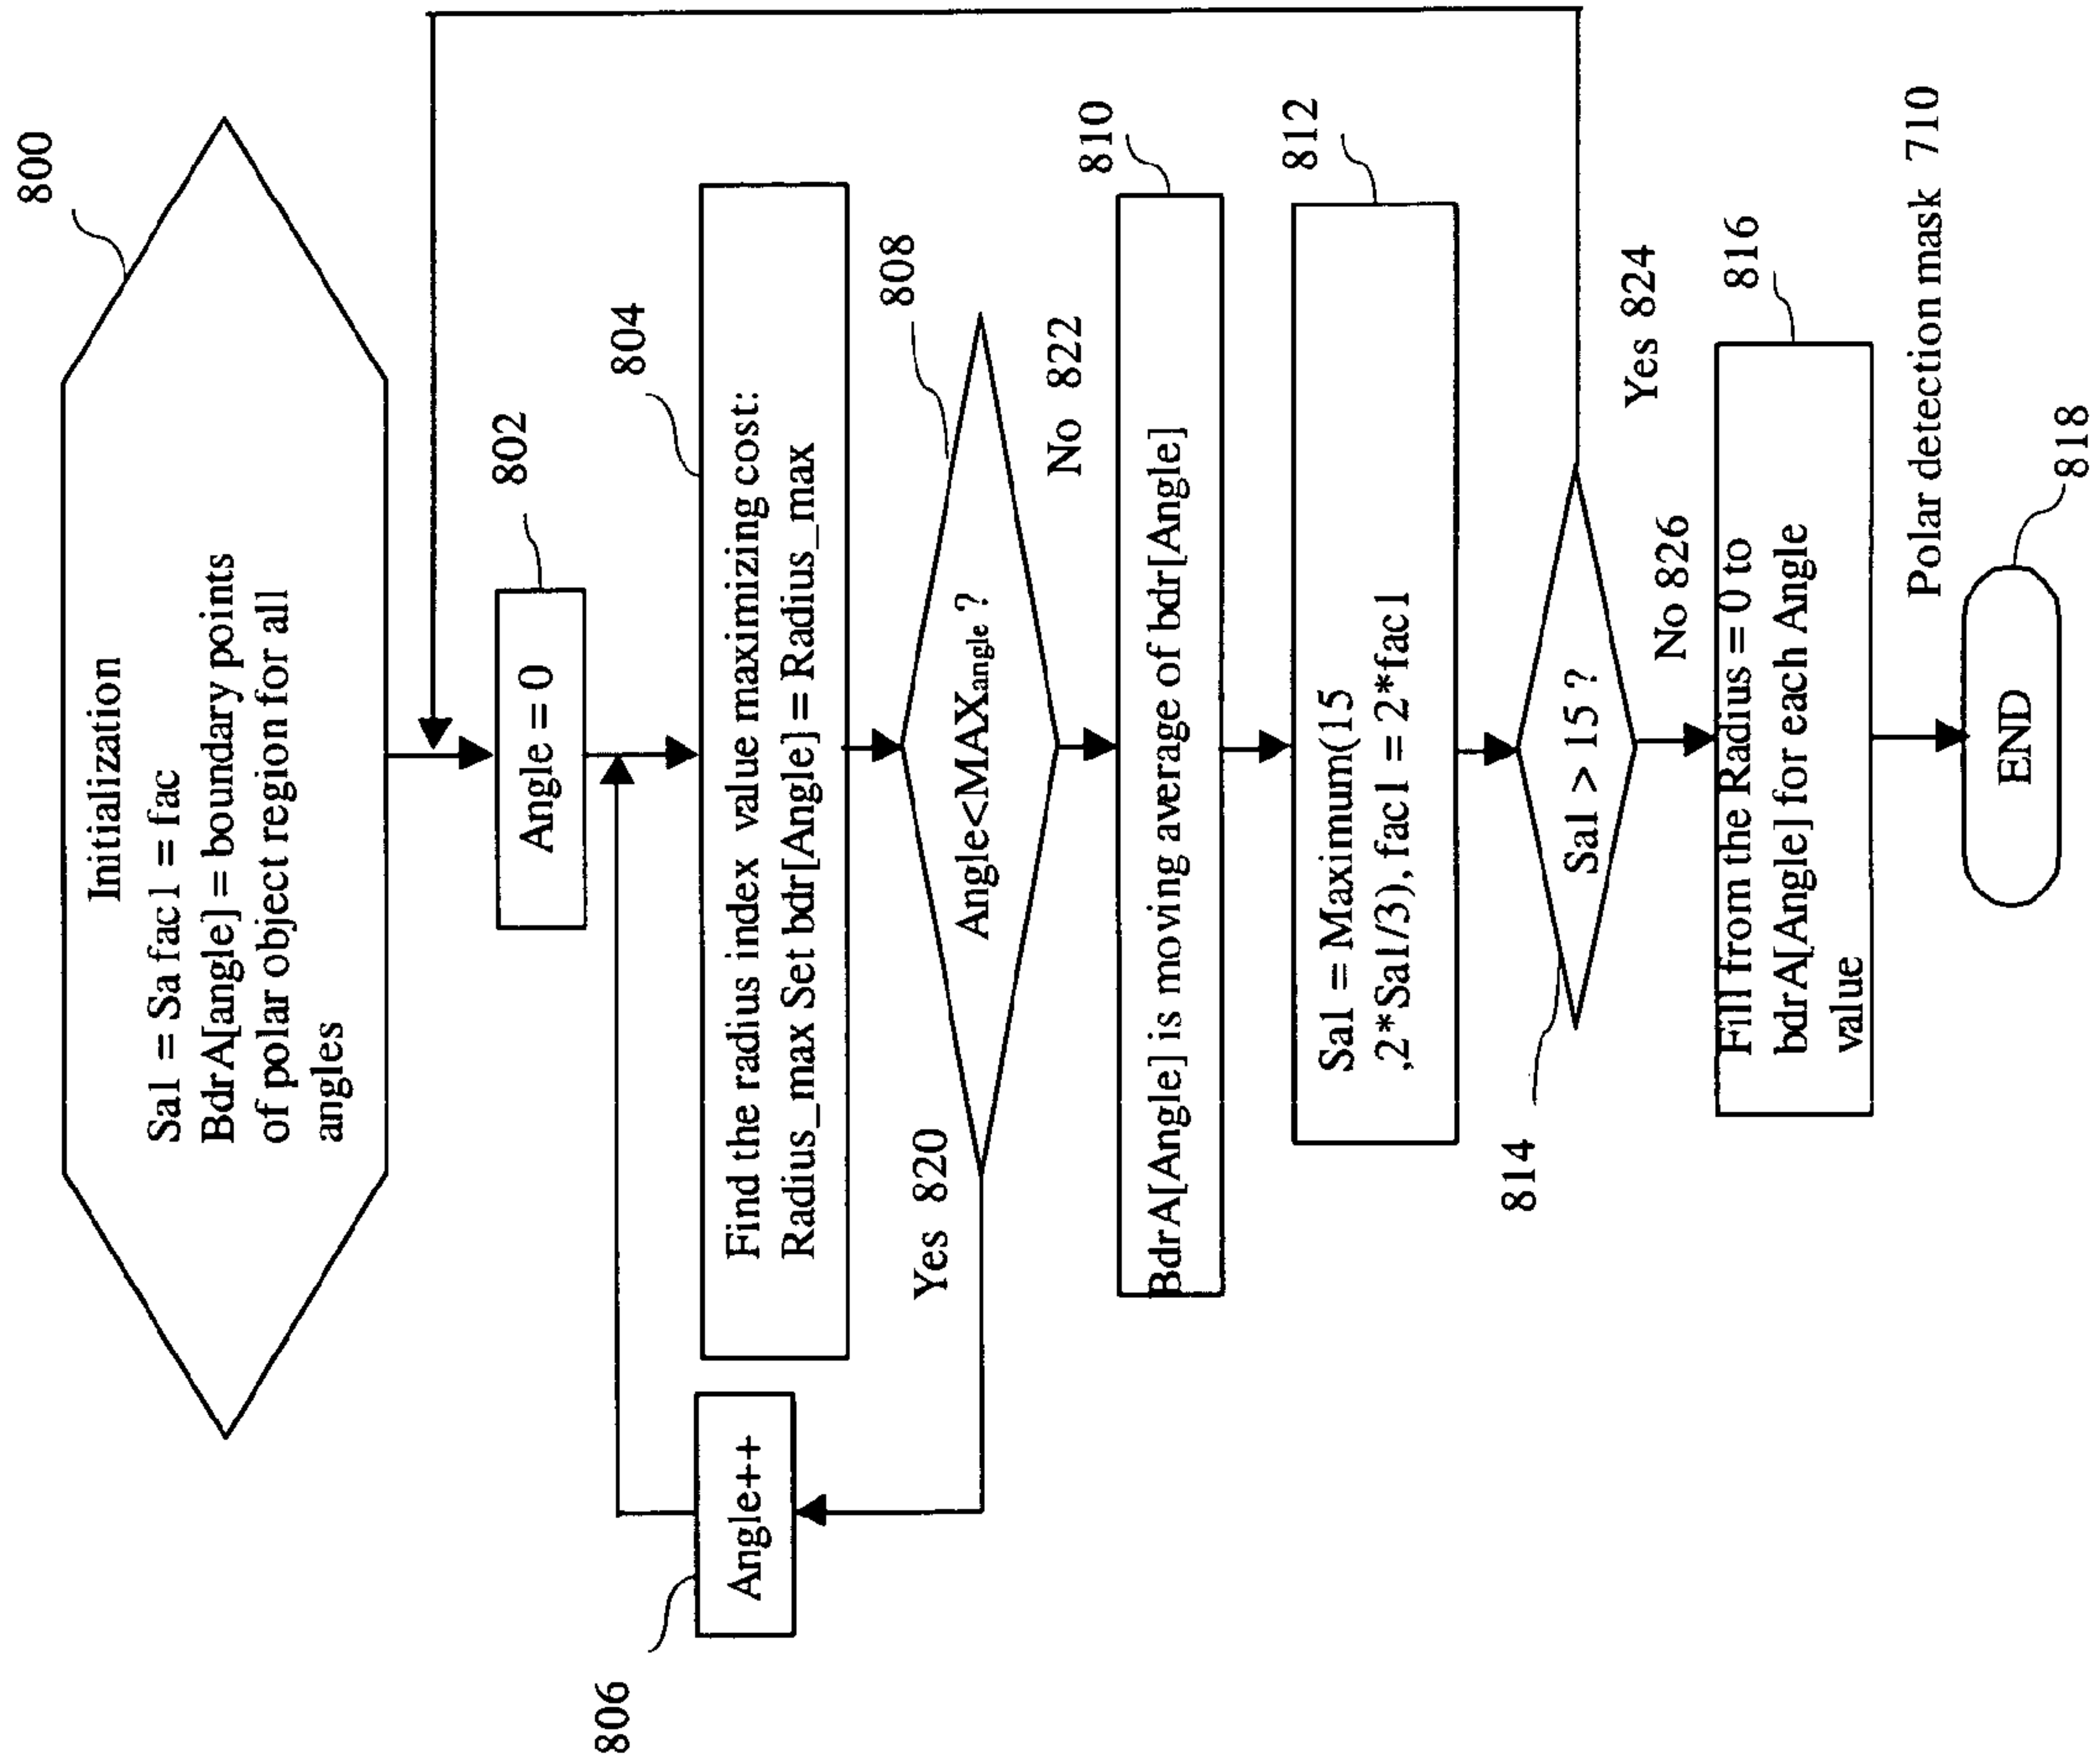 800
Initialization
Sa1 = Sa fac1 = fac
BdrA[angle] = boundary points
of polar object region for all
angles
802
Angle = 0
804
Find the radius index value maximizing cost:
Radius_max Set bdr[Angle] = Radius_max
806
Angle++
808
Angle<MAXangle ?
Yes 820
No 822
810
BdrA[Angle] is moving average of bdr[Angle]
812
Sa1 = Maximum(15
,2*Sa1/3), fac1 = 2*fac1
814
Sa1 > 15 ?
Yes 824
No 826
816
Fill from the Radius = 0 to
bdrA[Angle] for each Angle
value
Polar detection mask 710
818
END